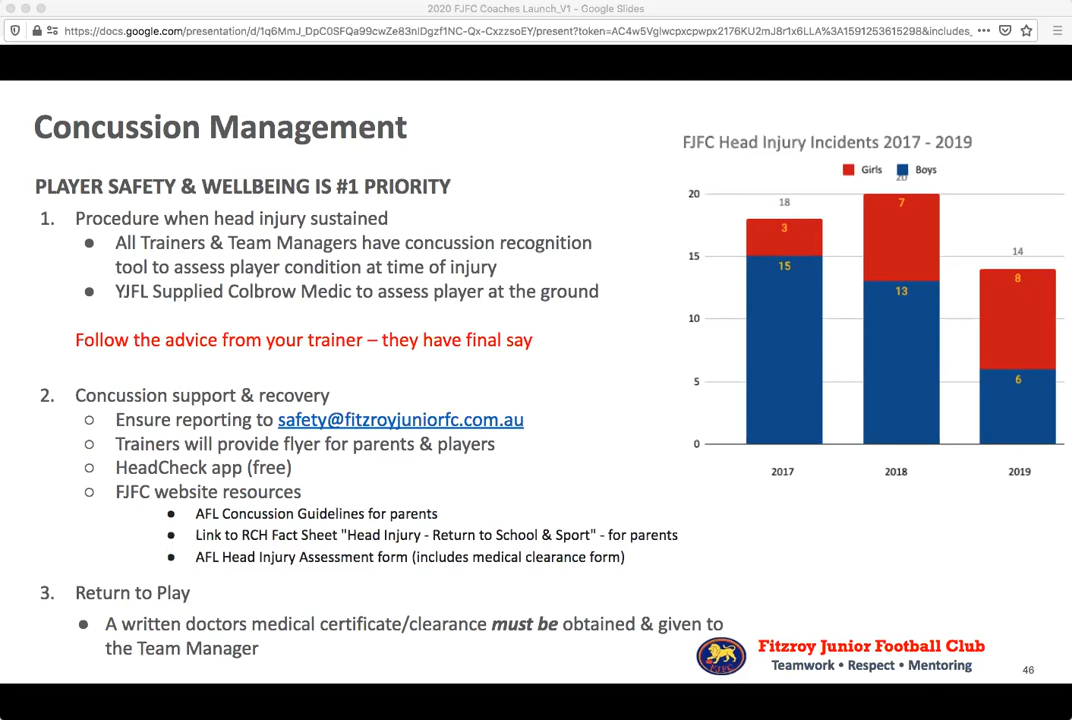 2020 FJFC Coaches Launch_V1 - Google Slides
https://docs.google.com/presentation/d/1q6MmJ_DpC0SFQa99cwZe83nlDgzf1NC-Qx-CxzzsoEY/present?token=AC4w5Vglwcpxcpwpx2176KU2mJ8r1x6LLA%3A1591253615298&includes_
Concussion Management
FJFC Head Injury Incidents 2017 - 2019
Girls Boys
PLAYER SAFETY & WELLBEING IS #1 PRIORITY
1. Procedure when head injury sustained
● All Trainers & Team Managers have concussion recognition
tool to assess player condition at time of injury
● YJFL Supplied Colbrow Medic to assess player at the ground
Follow the advice from your trainer – they have final say
2. Concussion support & recovery
○ Ensure reporting to safety@fitzroyjuniorfc.com.au
○ Trainers will provide flyer for parents & players
○ HeadCheck app (free)
○ FJFC website resources
● AFL Concussion Guidelines for parents
● Link to RCH Fact Sheet "Head Injury - Return to School & Sport" - for parents
● AFL Head Injury Assessment form (includes medical clearance form)
3. Return to Play
● A written doctors medical certificate/clearance must be obtained & given to
the Team Manager
20
15
10
5
0
18
3
15
2017
20
7
13
2018
14
8
6
2019
FJFC
Fitzroy Junior Football Club
Teamwork • Respect • Mentoring
46